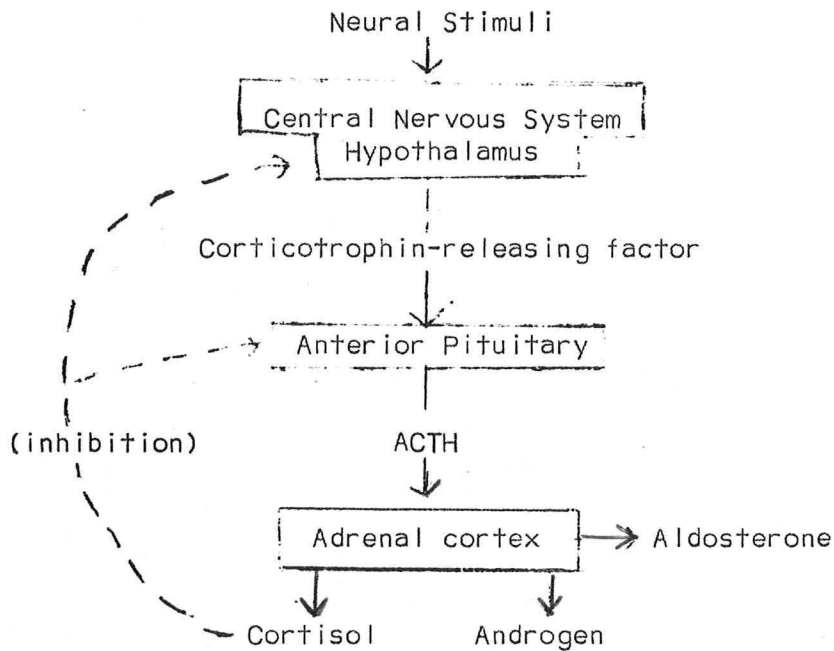 Neural Stimuli
Central Nervous System
Hypothalamus
Corticotrophin-releasing factor
Anterior Pituitary
(inhibition)
ACTH
Adrenal cortex
Aldosterone
Cortisol
Androgen